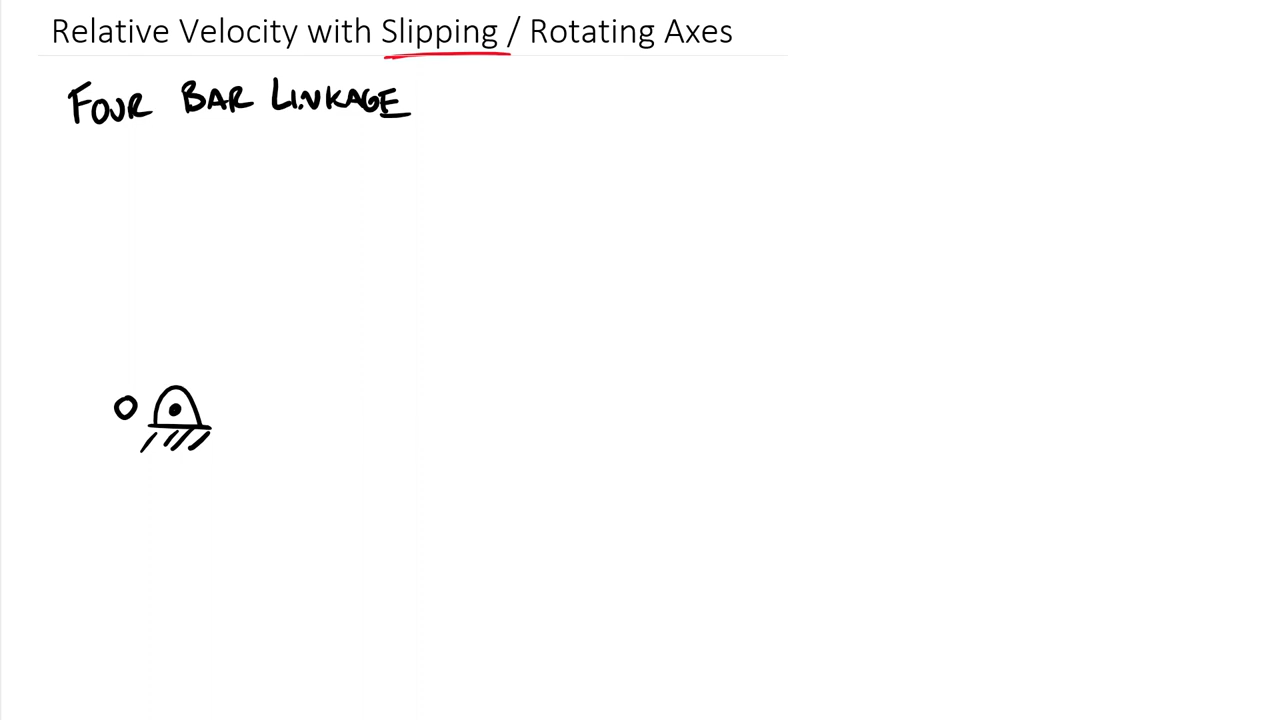 Relative Velocity with Slipping / Rotating Axes
FOUR BAR LINKAGE
O